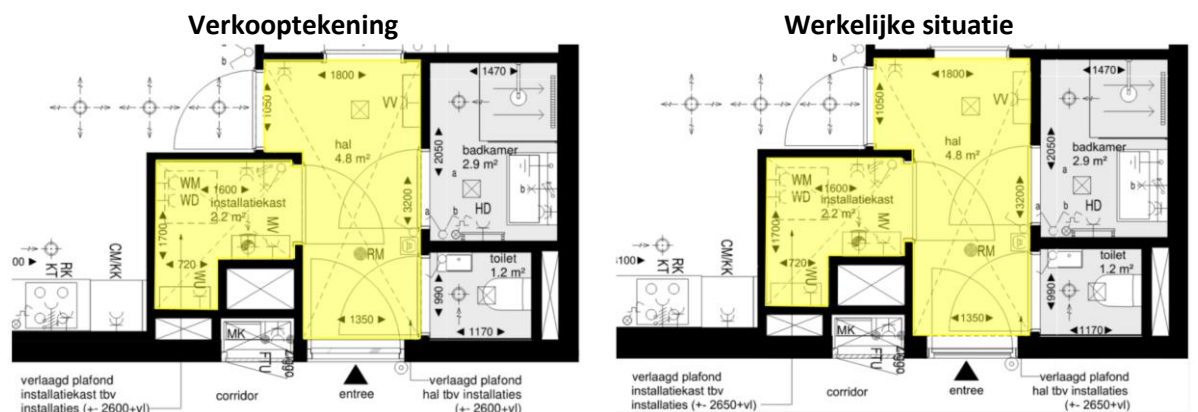 Verkooptekening
b
1800
1050
VV
1470
hal
4.8 m²
2050
badkamer
2.9 m²
a
1600
WM
WD
installatiekast
2.2 m²
3200
HD
a
b
1700
MV
720
WU
RM
toilet
1.2 m²
990
00
RK
KT
CM/KK
1350
1170
MK
FTU
verlaagd plafond
installatiekast tbv
installaties (+- 2600+vl)
corridor
entree
verlaagd plafond
hal tbv installaties
(+- 2600+vl)
Werkelijke situatie
b
1800
1050
VV
1470
hal
4.8 m²
2050
badkamer
2.9 m²
a
1600
WM
WD
installatiekast
2.2 m²
3200
HD
a
b
1700
MV
720
WU
RM
toilet
1.2 m²
990
100
RK
KT
CM/KK
1350
1170
MK
FTU
verlaagd plafond
installatiekast tbv
installaties (+- 2650+vl)
corridor
entree
verlaagd plafond
hal tbv installaties
(+- 2650+vl)